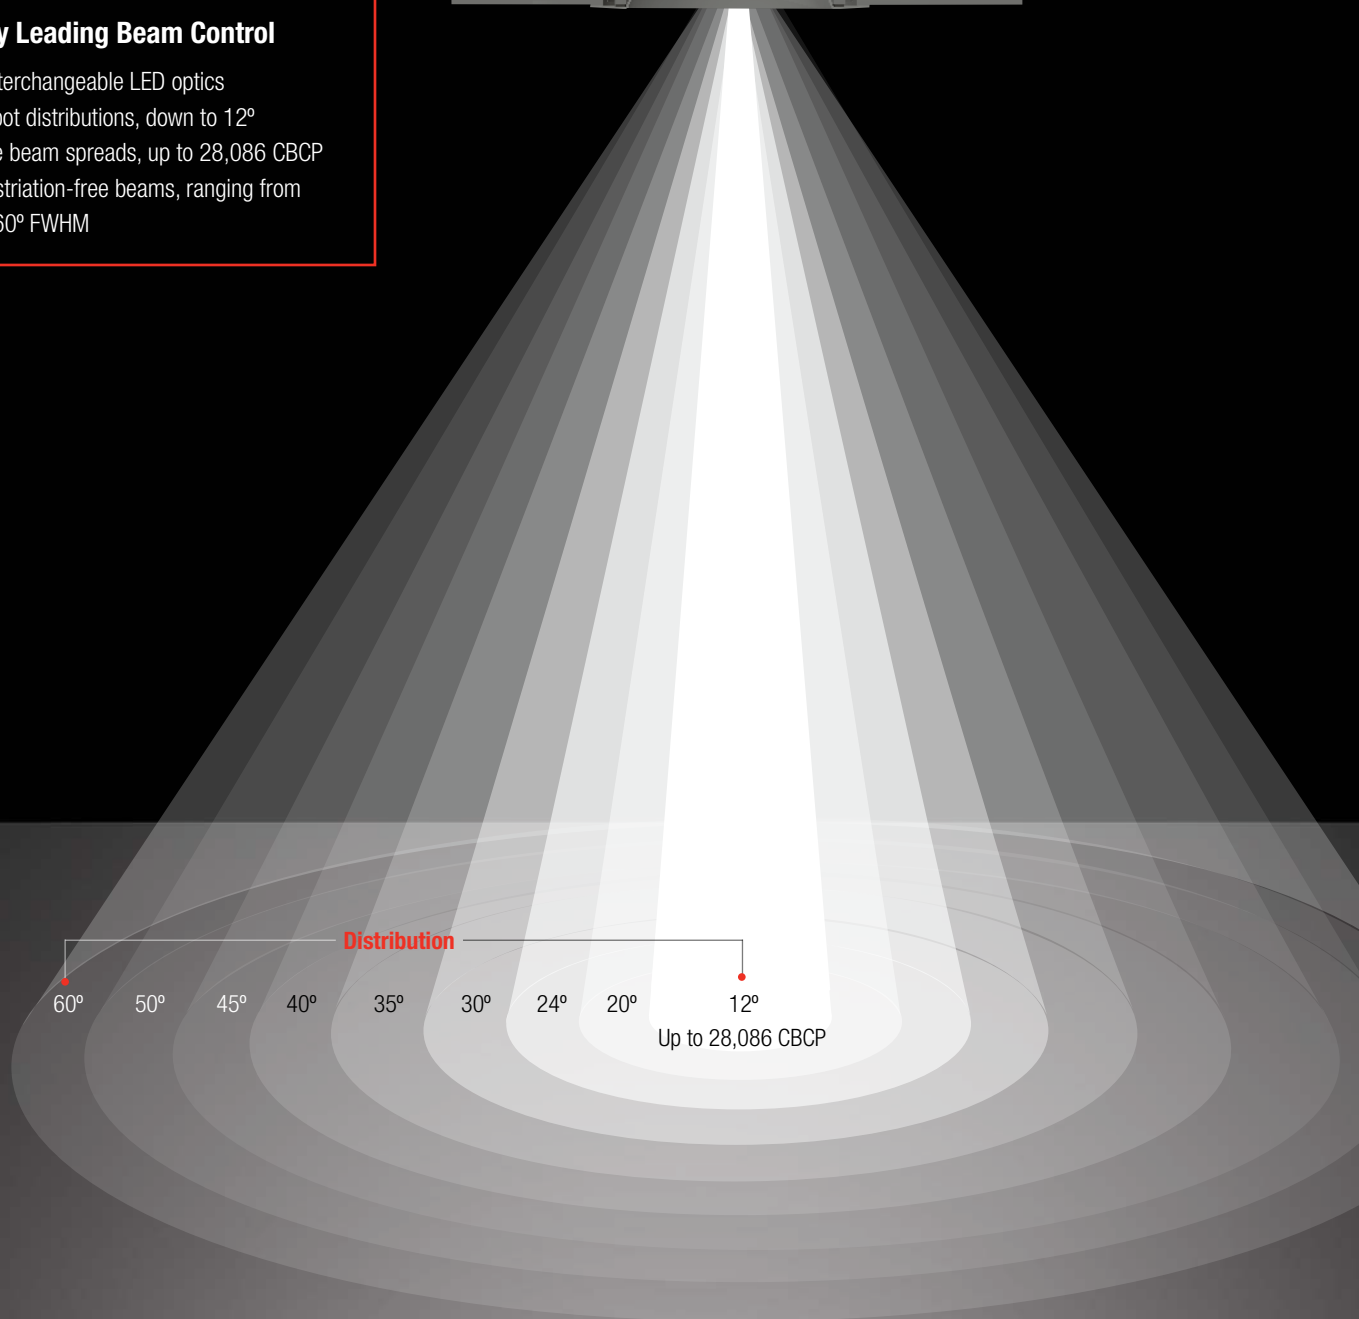 y Leading Beam Control
terchangeable LED optics
ot distributions, down to 12º
e beam spreads, up to 28,086 CBCP
striation-free beams, ranging from
60º FWHM
Distribution
60º 50º 45º 40º 35º 30º 24º 20º 12º
Up to 28,086 CBCP